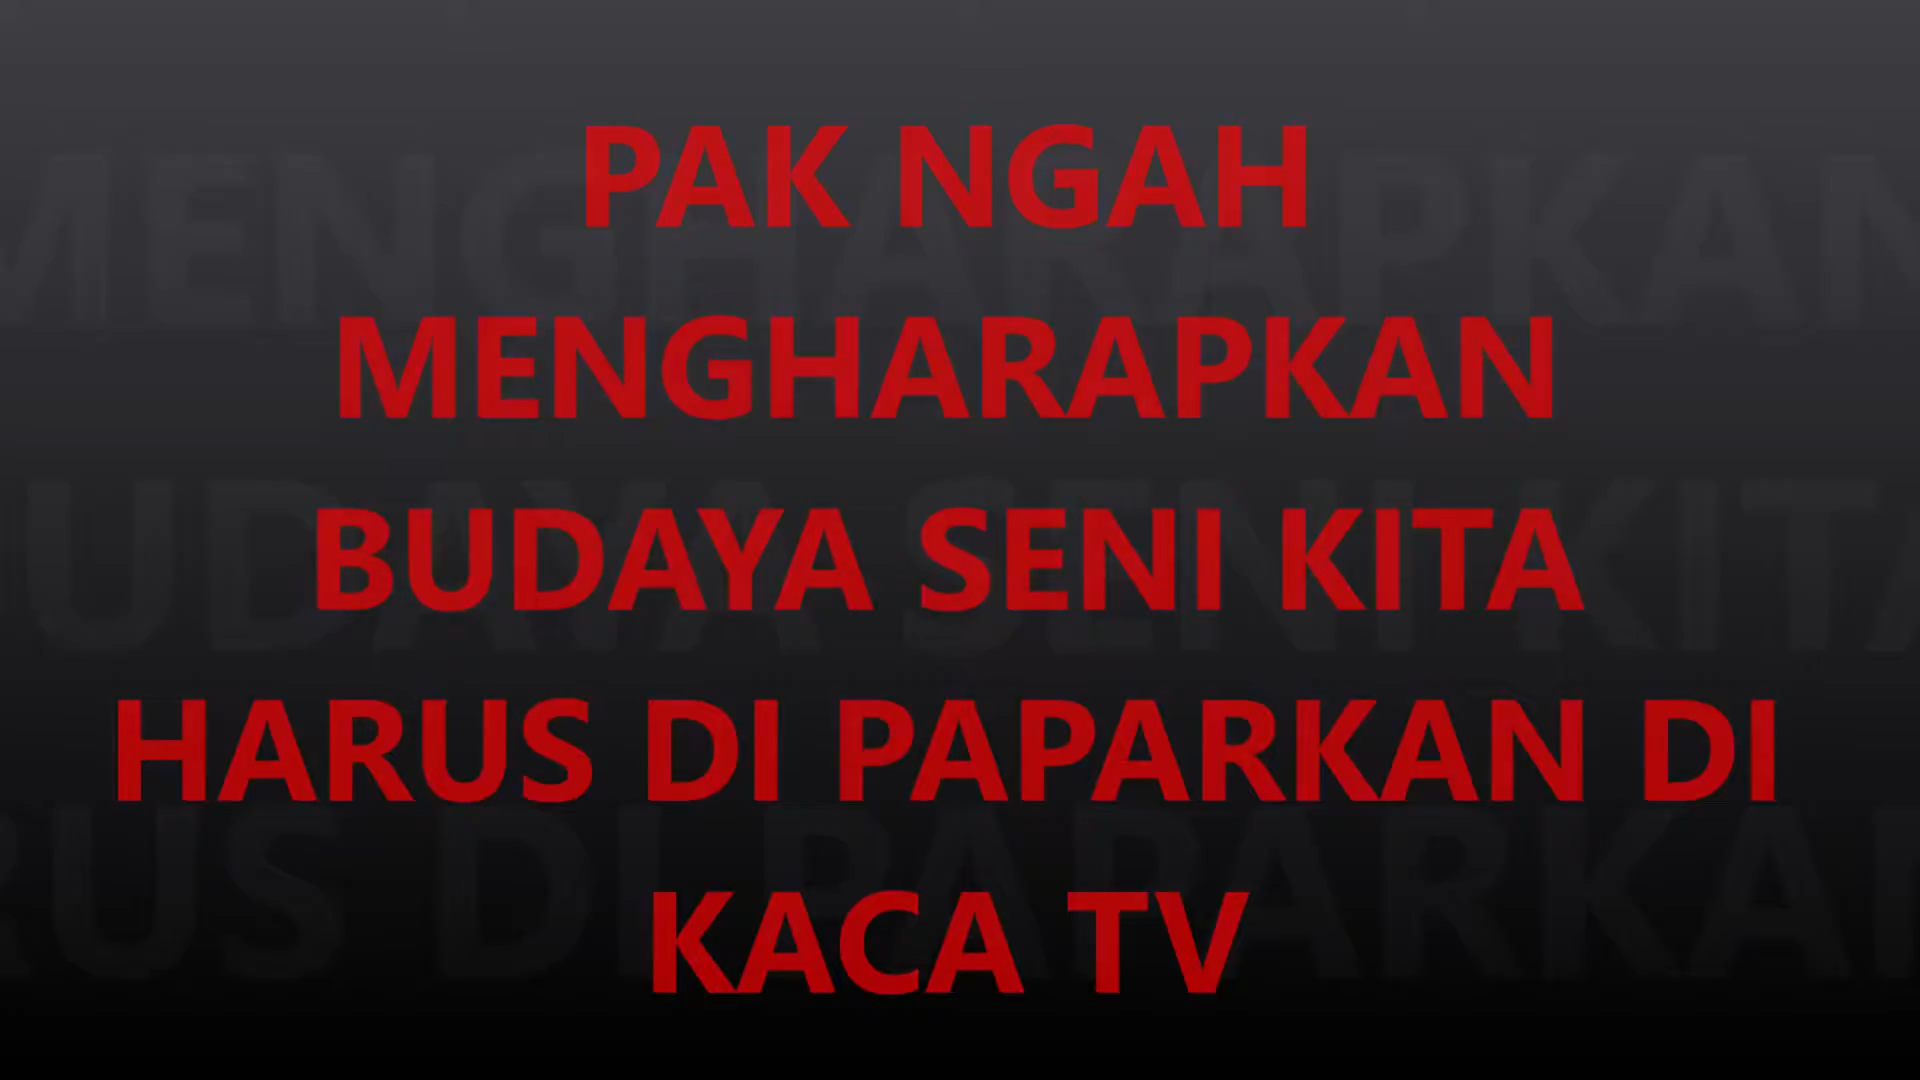 PAK NGAH
MENGHARAPKAN
BUDAYA SENI KITA
HARUS DI PAPARKAN DI
KACA TV